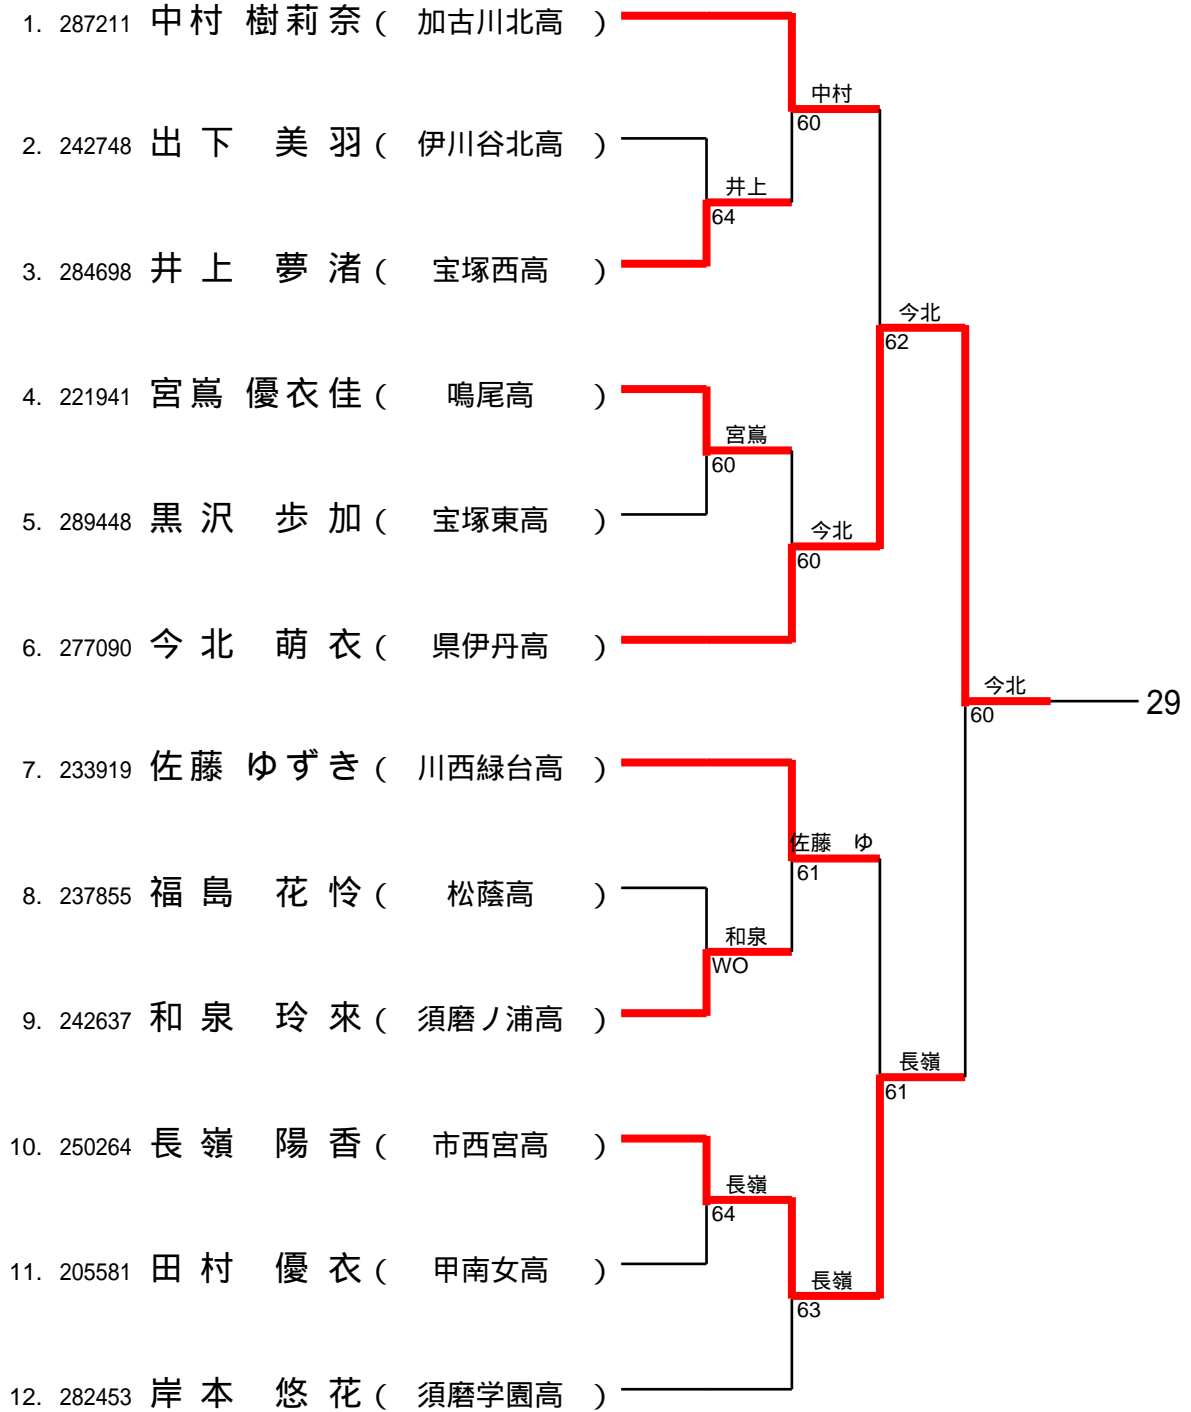 1. 287211 中村 樹莉奈 ( 加古川北高 )
中村
60
2. 242748 出下 美羽 ( 伊川谷北高 )
井上
64
3. 284698 井上 夢渚 ( 宝塚西高 )
今北
62
4. 221941 宮嶌 優衣佳 ( 鳴尾高 )
宮嶌
60
5. 289448 黒沢 歩加 ( 宝塚東高 )
今北
60
6. 277090 今北 萌衣 ( 県伊丹高 )
今北
60
29
7. 233919 佐藤 ゆずき ( 川西緑台高 )
佐藤 ゆ
61
8. 237855 福島 花怜 ( 松蔭高 )
和泉
WO
9. 242637 和泉 玲來 ( 須磨ノ浦高 )
長嶺
61
10. 250264 長嶺 陽香 ( 市西宮高 )
長嶺
64
11. 205581 田村 優衣 ( 甲南女高 )
長嶺
63
12. 282453 岸本 悠花 ( 須磨学園高 )